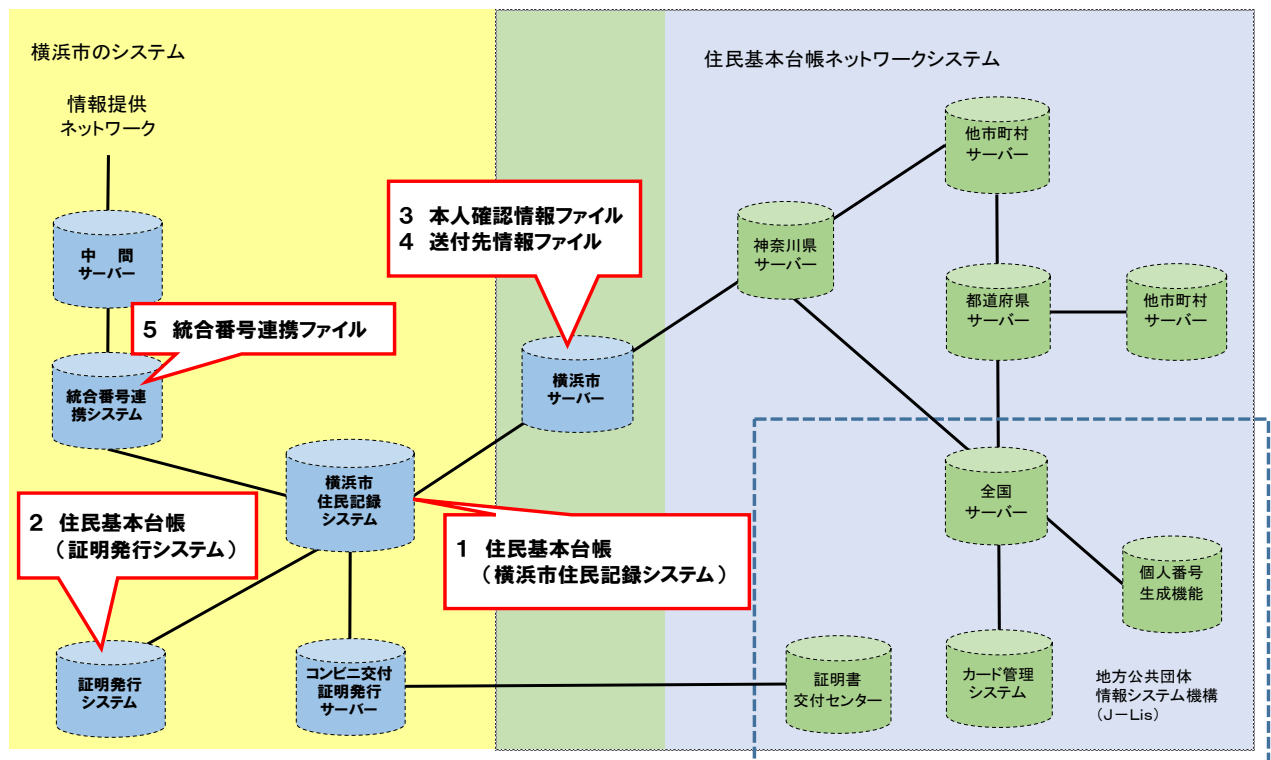 横浜市のシステム
住民基本台帳ネットワークシステム
情報提供
ネットワーク
他市町村
サーバー
3 本人確認情報ファイル
4 送付先情報ファイル
神奈川県
サーバー
中 間
サーバー
都道府県
サーバー
他市町村
サーバー
5 統合番号連携ファイル
横浜市
サーバー
統合番号連
携システム
横浜市
住民記録
システム
全国
サーバー
2 住民基本台帳
(証明発行システム)
1 住民基本台帳
(横浜市住民記録システム)
個人番号
生成機能
証明発行
システム
コンビニ交付
証明発行
サーバー
証明書
交付センター
カード管理
システム
地方公共団体
情報システム機構
(J-Lis)